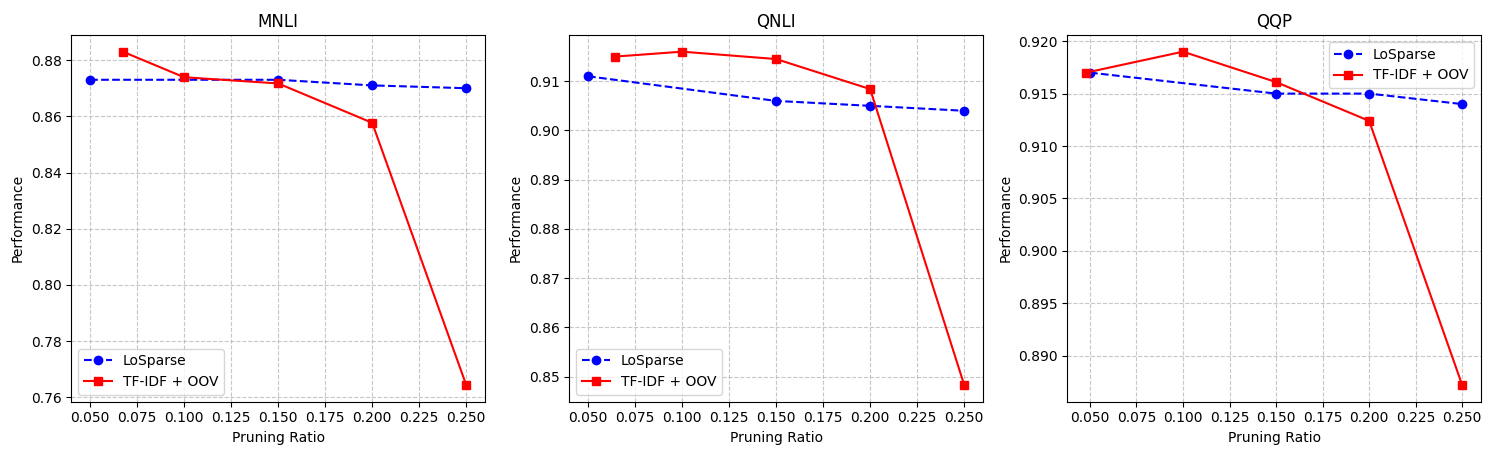 MNLI
Performance
0.88
0.86
0.84
0.82
0.80
0.78
0.76
LoSparse
TF-IDF + OOV
0.050 0.075 0.100 0.125 0.150 0.175 0.200 0.225 0.250
Pruning Ratio
QNLI
Performance
0.91
0.90
0.89
0.88
0.87
0.86
0.85
LoSparse
TF-IDF + OOV
0.050 0.075 0.100 0.125 0.150 0.175 0.200 0.225 0.250
Pruning Ratio
QQP
Performance
0.920
0.915
0.910
0.905
0.900
0.895
0.890
LoSparse
TF-IDF + OOV
0.050 0.075 0.100 0.125 0.150 0.175 0.200 0.225 0.250
Pruning Ratio